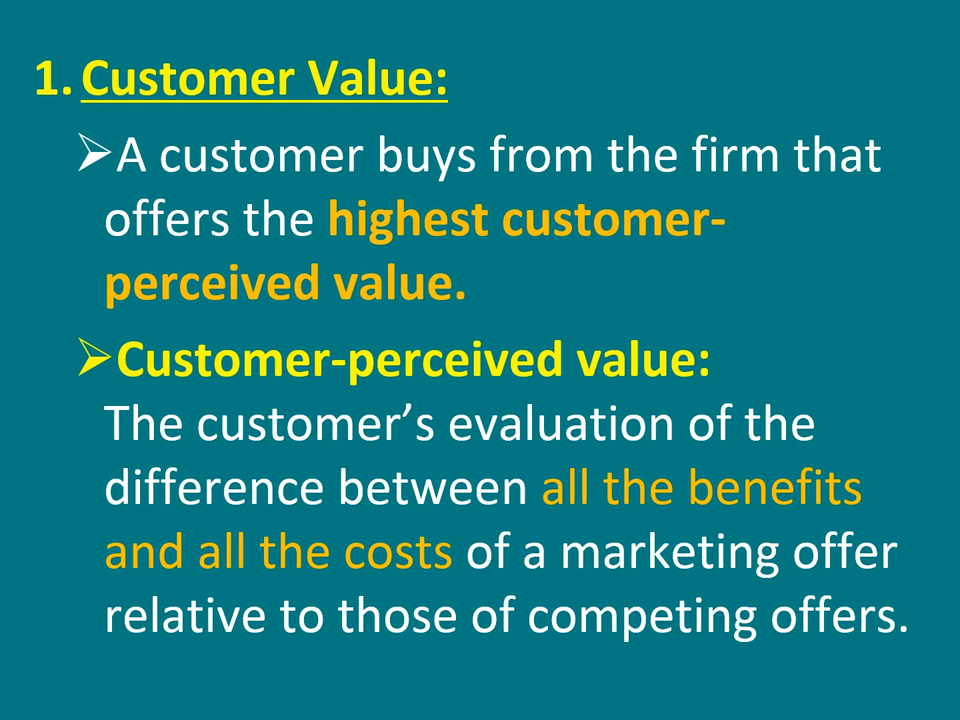 1. Customer Value:
➢ A customer buys from the firm that
offers the highest customer-
perceived value.
➢ Customer-perceived value:
The customer’s evaluation of the
difference between all the benefits
and all the costs of a marketing offer
relative to those of competing offers.